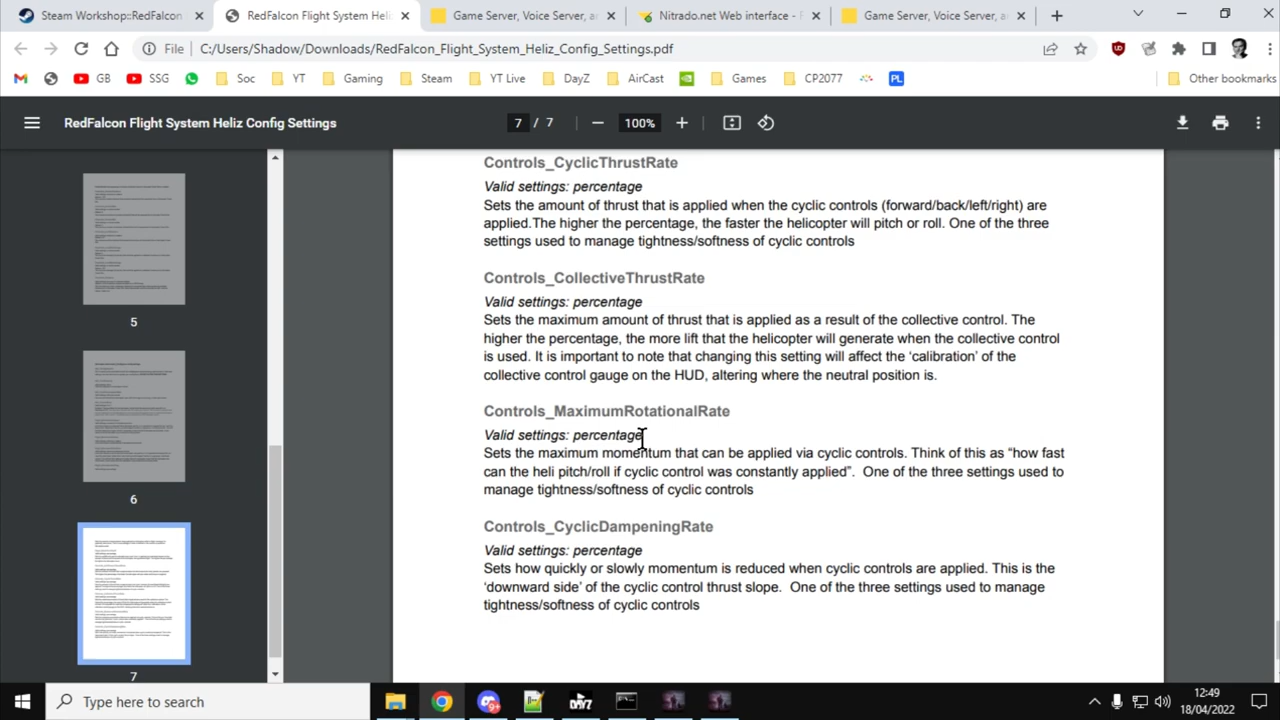 Steam Workshop::RedFalcon
RedFalcon Flight System Heli
Game Server, Voice Server, a
Nitrado.net Web interface - F
Game Server, Voice Server, a
File
C:/Users/Shadow/Downloads/RedFalcon_Flight_System_Heliz_Config_Settings.pdf
GB
SSG
Soc
YT
Gaming
Steam
YT Live
DayZ
AirCast
Games
CP2077
PL
Other bookmarks
RedFalcon Flight System Heliz Config Settings
7 / 7
100%
Controls_CyclicThrustRate
Valid settings: percentage
Sets the amount of thrust that is applied when the cyclic controls (forward/back/left/right) are
applied. The higher the percentage, the faster the helicopter will pitch or roll. One of the three
settings used to manage tightness/softness of cyclic controls
Controls_CollectiveThrustRate
Valid settings: percentage
Sets the maximum amount of thrust that is applied as a result of the collective control. The
higher the percentage, the more lift that the helicopter will generate when the collective control
is used. It is important to note that changing this setting will affect the ‘calibration’ of the
collective control gauge on the HUD, altering where the neutral position is.
Controls_MaximumRotationalRate
Valid settings: percentage
Sets the maximum momentum that can be applied via cyclic controls. Think of this as “how fast
can the heli pitch/roll if cyclic control was constantly applied”. One of the three settings used to
manage tightness/softness of cyclic controls
Controls_CyclicDampeningRate
Valid settings: percentage
Sets how quickly or slowly momentum is reduced when cyclic controls are applied. This is the
‘downward slope’ of the cyclic control thrust slope. One of the three settings used to manage
tightness/softness of cyclic controls
5
6
7
Type here to search
12:49
18/04/2022